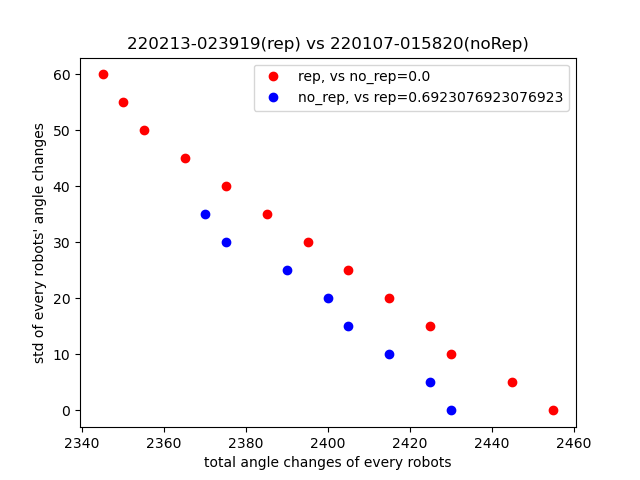 220213-023919(rep) vs 220107-015820(noRep)
rep, vs no_rep=0.0
no_rep, vs rep=0.6923076923076923
std of every robots' angle changes
60
50
40
30
20
10
0
2340 2360 2380 2400 2420 2440 2460
total angle changes of every robots